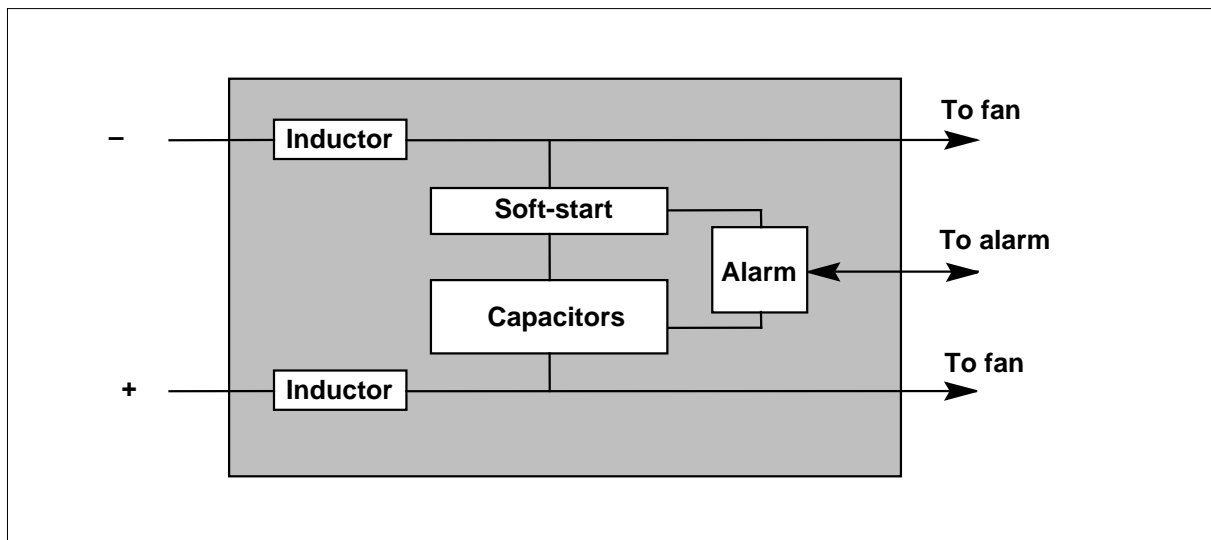 To fan
–
Inductor
Soft-start
To alarm
Alarm
Capacitors
To fan
+
Inductor